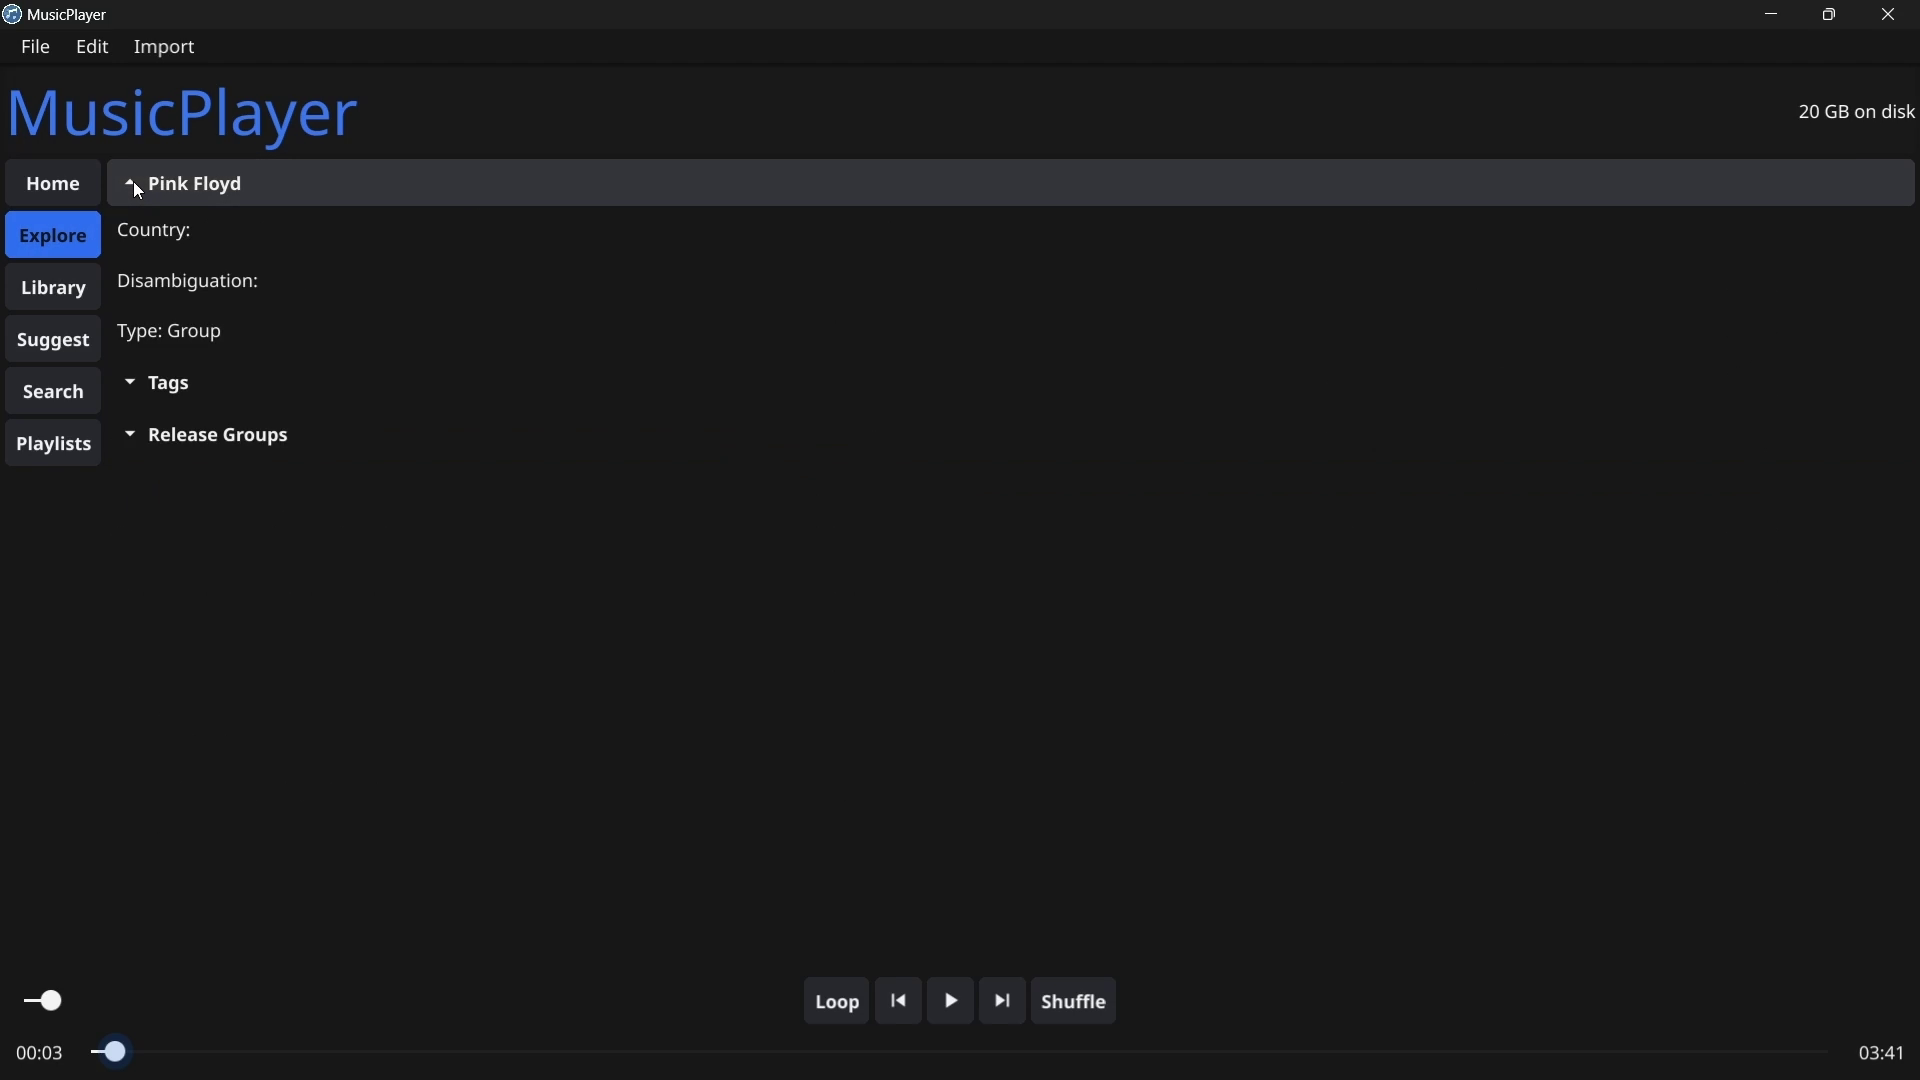 MusicPlayer
File Edit Import
MusicPlayer
20 GB on disk
Home
Pink Floyd
Explore
Country:
Library
Disambiguation:
Suggest
Type: Group
Search
Tags
Playlists
Release Groups
Loop
Shuffle
00:03
03:41